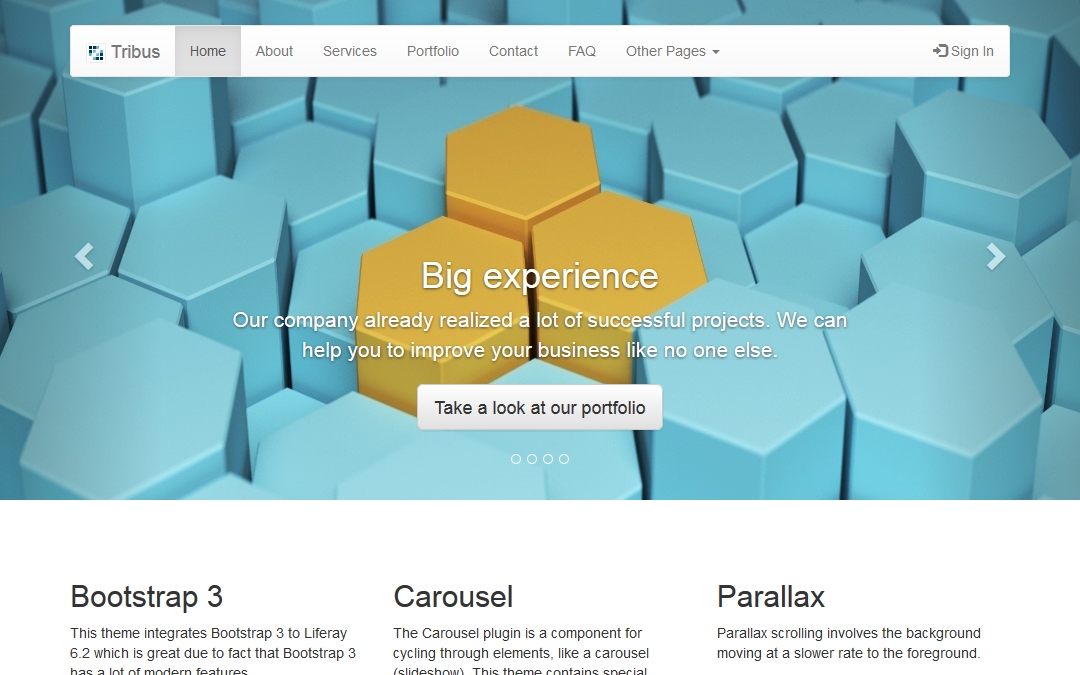 Tribus Home About Services Portfolio Contact FAQ Other Pages Sign In
Big experience
Our company already realized a lot of successful projects. We can
help you to improve your business like no one else.
Take a look at our portfolio
Bootstrap 3
This theme integrates Bootstrap 3 to Liferay
6.2 which is great due to fact that Bootstrap 3
has a lot of modern features.
Carousel
The Carousel plugin is a component for
cycling through elements, like a carousel
(slideshow). This theme contains special
Parallax
Parallax scrolling involves the background
moving at a slower rate to the foreground.